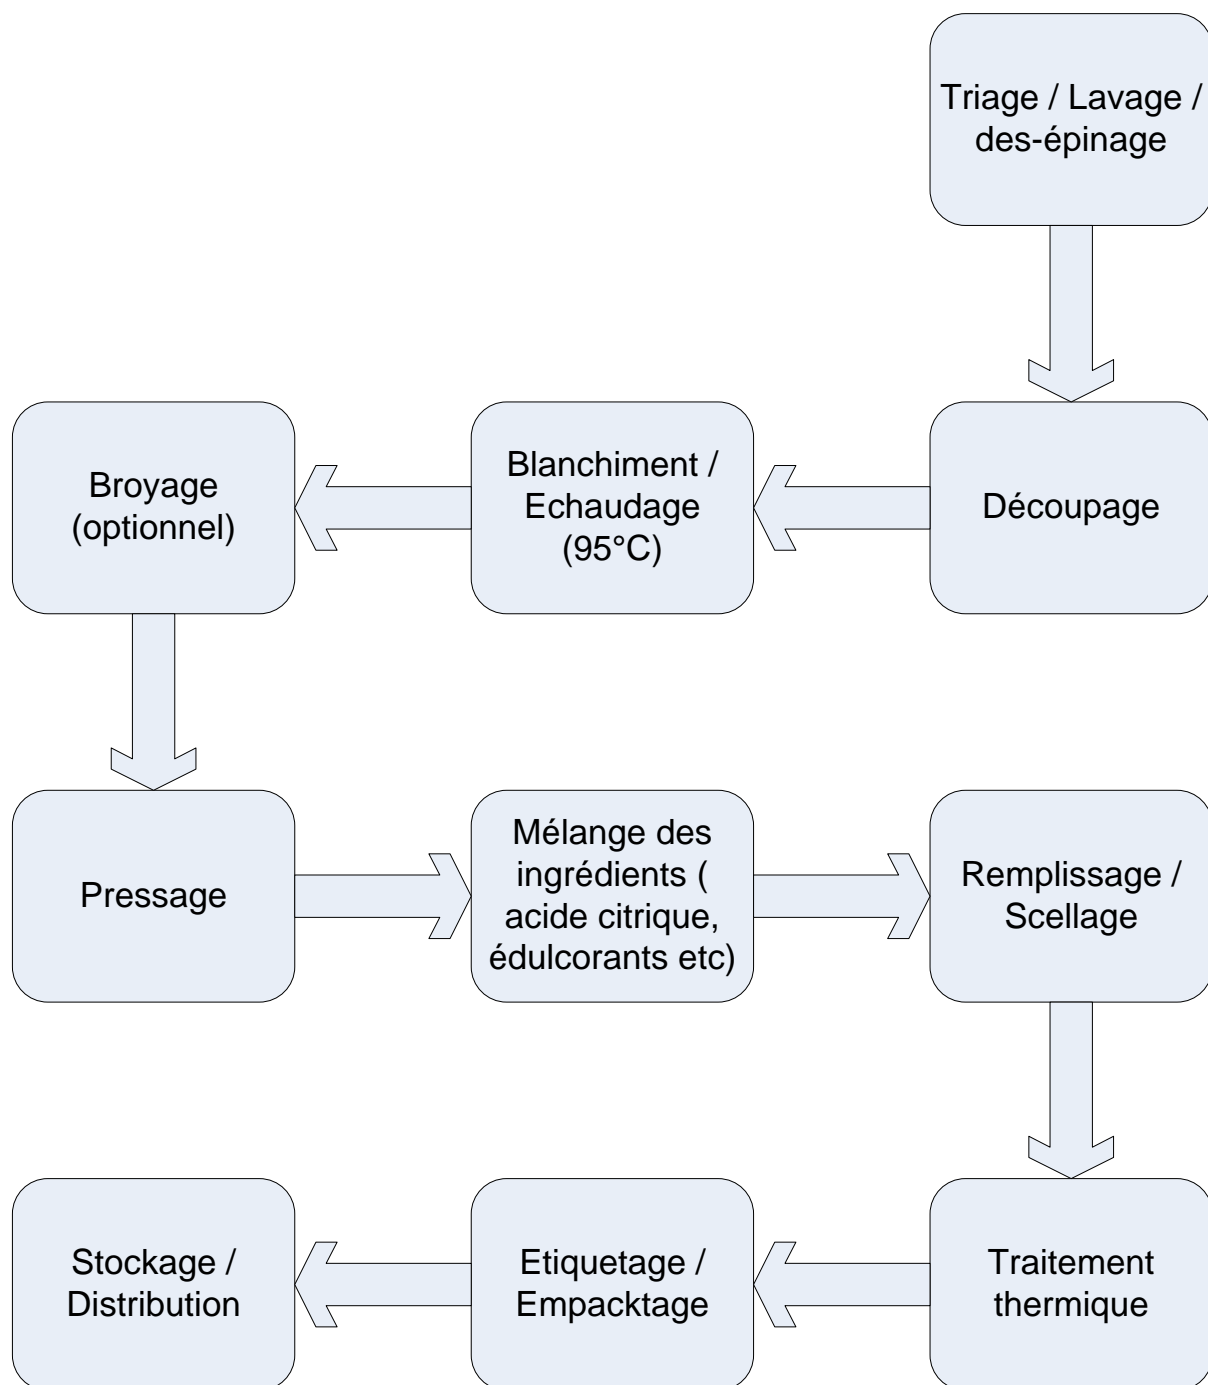 Triage / Lavage /
des-épinage
Découpage
Blanchiment /
Echaudage
(95°C)
Broyage
(optionnel)
Pressage
Mélange des
ingrédients (
acide citrique,
édulcorants etc)
Remplissage /
Scellage
Traitement
thermique
Etiquetage /
Empacktage
Stockage /
Distribution